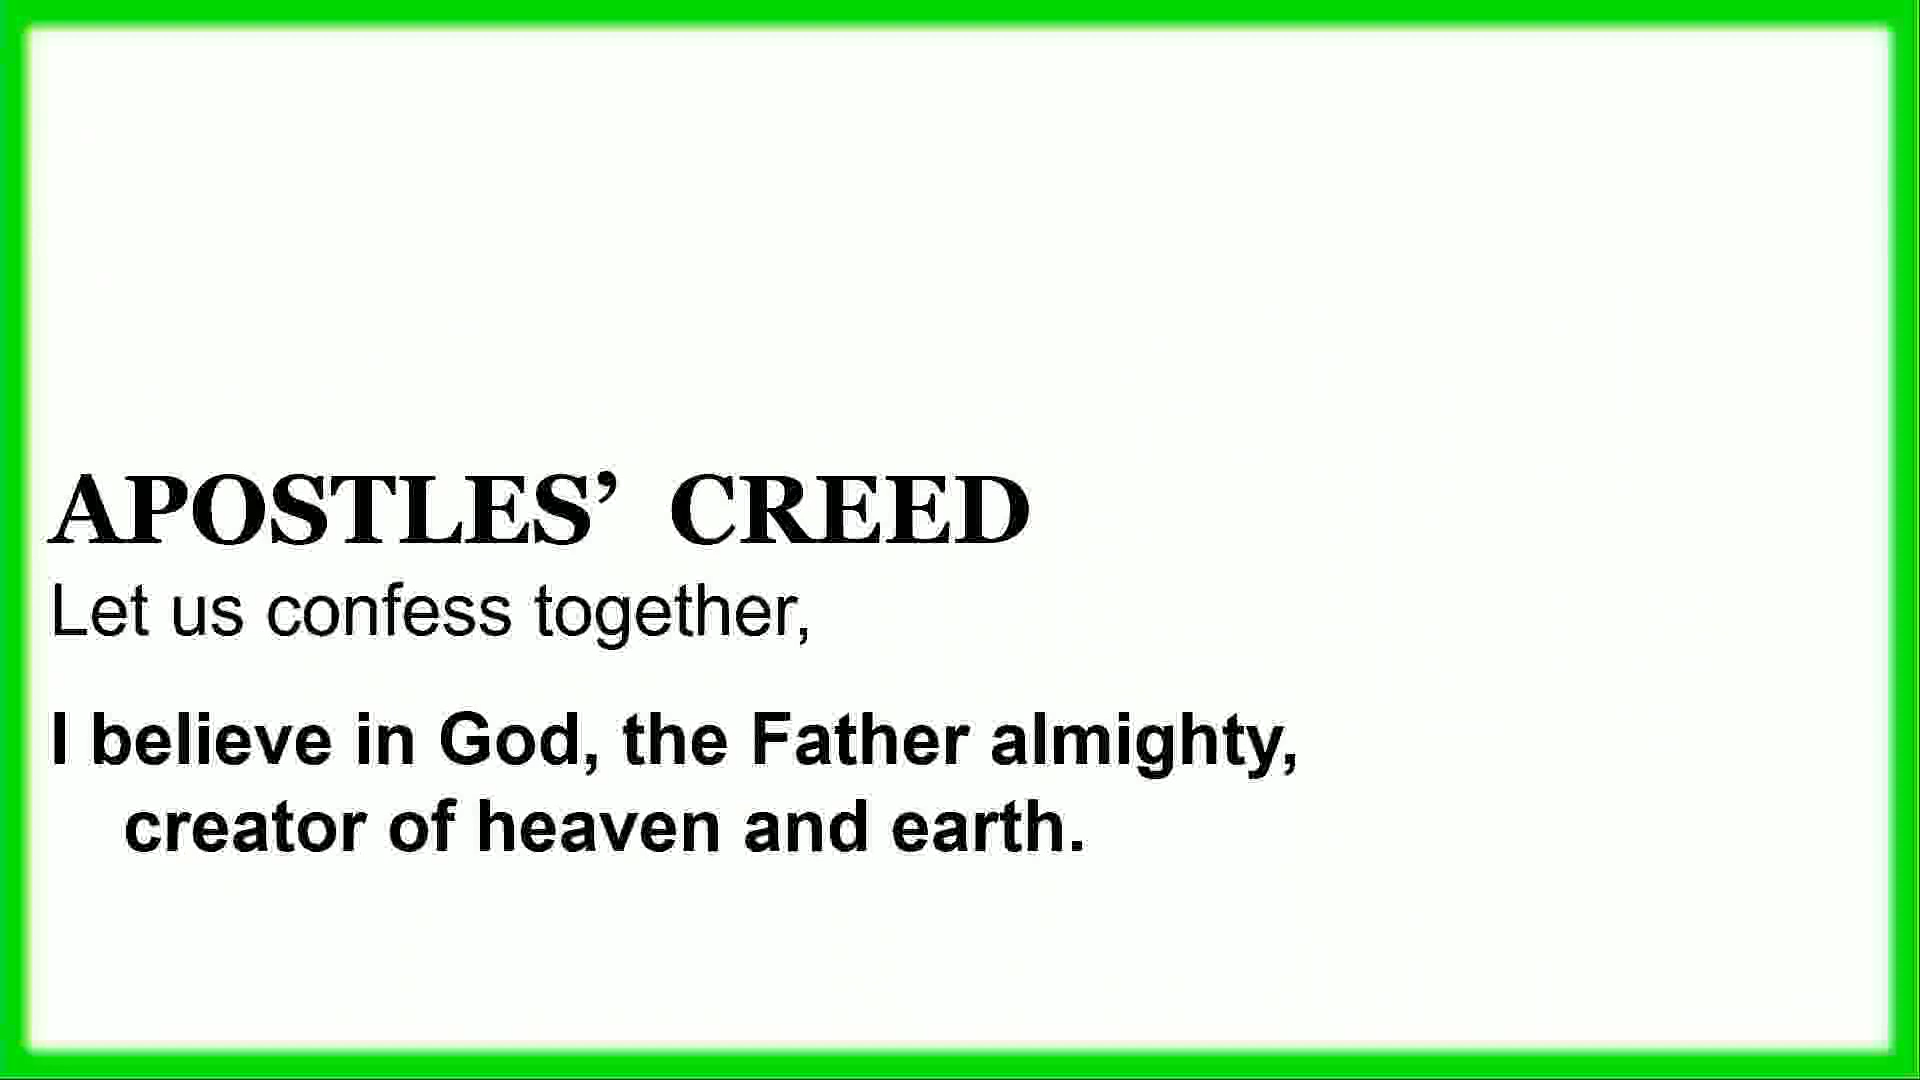 APOSTLES’ CREED
Let us confess together,
I believe in God, the Father almighty,
creator of heaven and earth.